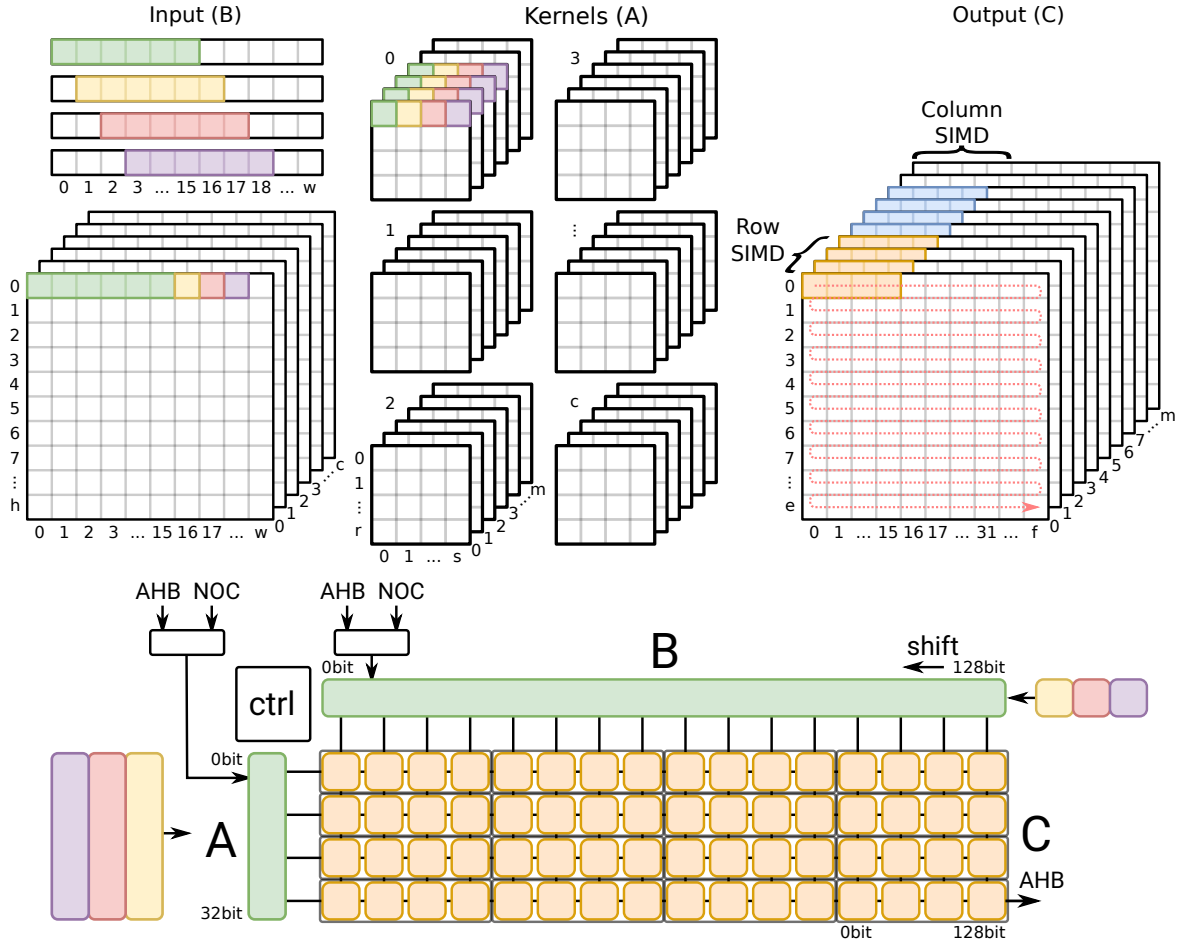 Input (B)
Kernels (A)
Output (C)
0 1 2 3 ... 15 16 17 18 ... w
0
1
2
3
4
5
6
7
...
h
0 1 2 3 ... 15 16 17 ... w
0 1 2 3 ... c
0
3
1
...
2
c
0
1
...
r
0 1 ... s
0 1 2 3 ... m
Column
SIMD
Row
SIMD
0
1
2
3
4
5
6
7
...
e
0 1 ... 15 16 17 ... 31 ... f
0 1 2 3 4 5 6 7 ... m
AHB NOC
AHB NOC
ctrl
0bit
B
shift
128bit
0bit
A
32bit
C
AHB
0bit
128bit